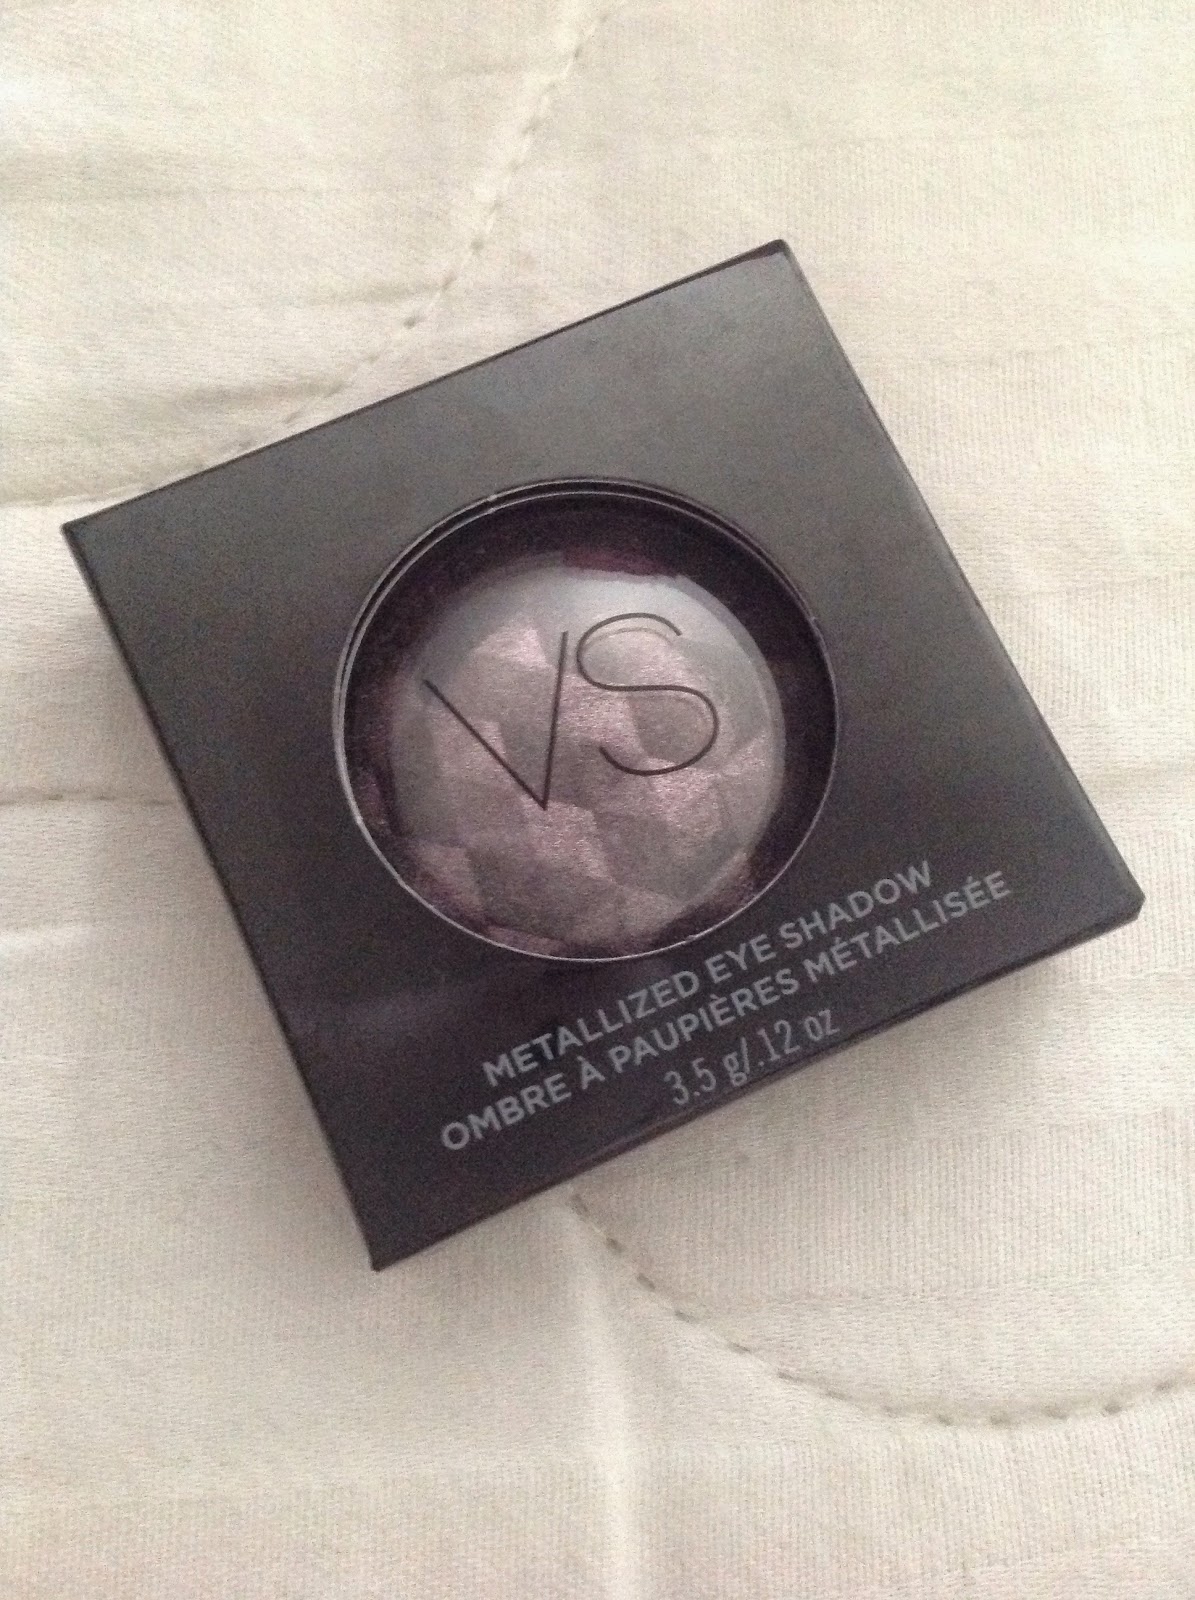 VS
METALLIZED EYE SHADOW
OMBRE À PAUPIÈRES MÉTALLISÉE
3.5 g/.12 oz